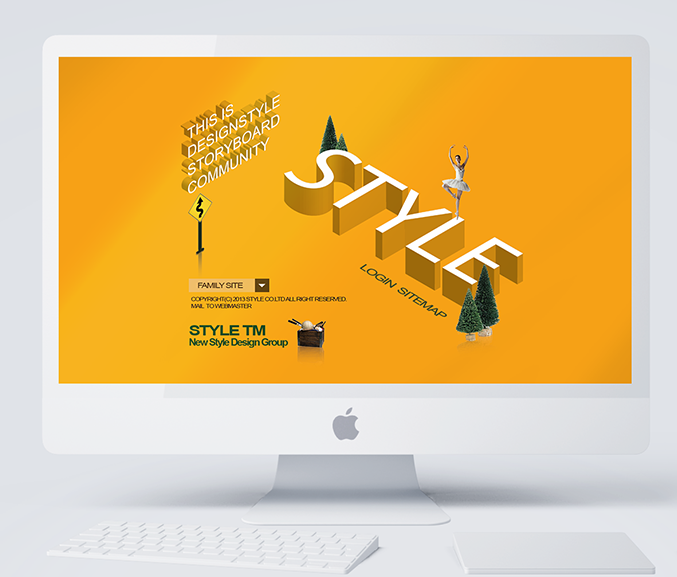 THIS IS
DESIGNSTYLE
STORYBOARD
COMMUNITY
STYLE
LOGIN SITEMAP
FAMILY SITE
COPYRIGHT(C) 2013 STYLE CO.LTD ALL RIGHT RESERVED.
MAIL TO WEBMASTER
STYLE TM
New Style Design Group